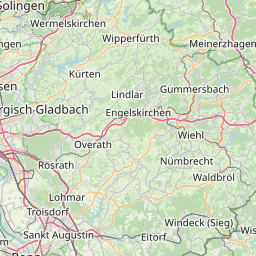 Solingen
Wermelskirchen
Wipperfürth
Meinerzhagen
Kürten
Lindlar
Gummersbach
ergisch Gladbach
Engelskirchen
Wiehl
Overath
Rösrath
Nümbrecht
Waldbröl
Lohmar
Troisdorf
Windeck (Sieg)
Sankt Augustin
Eitorf